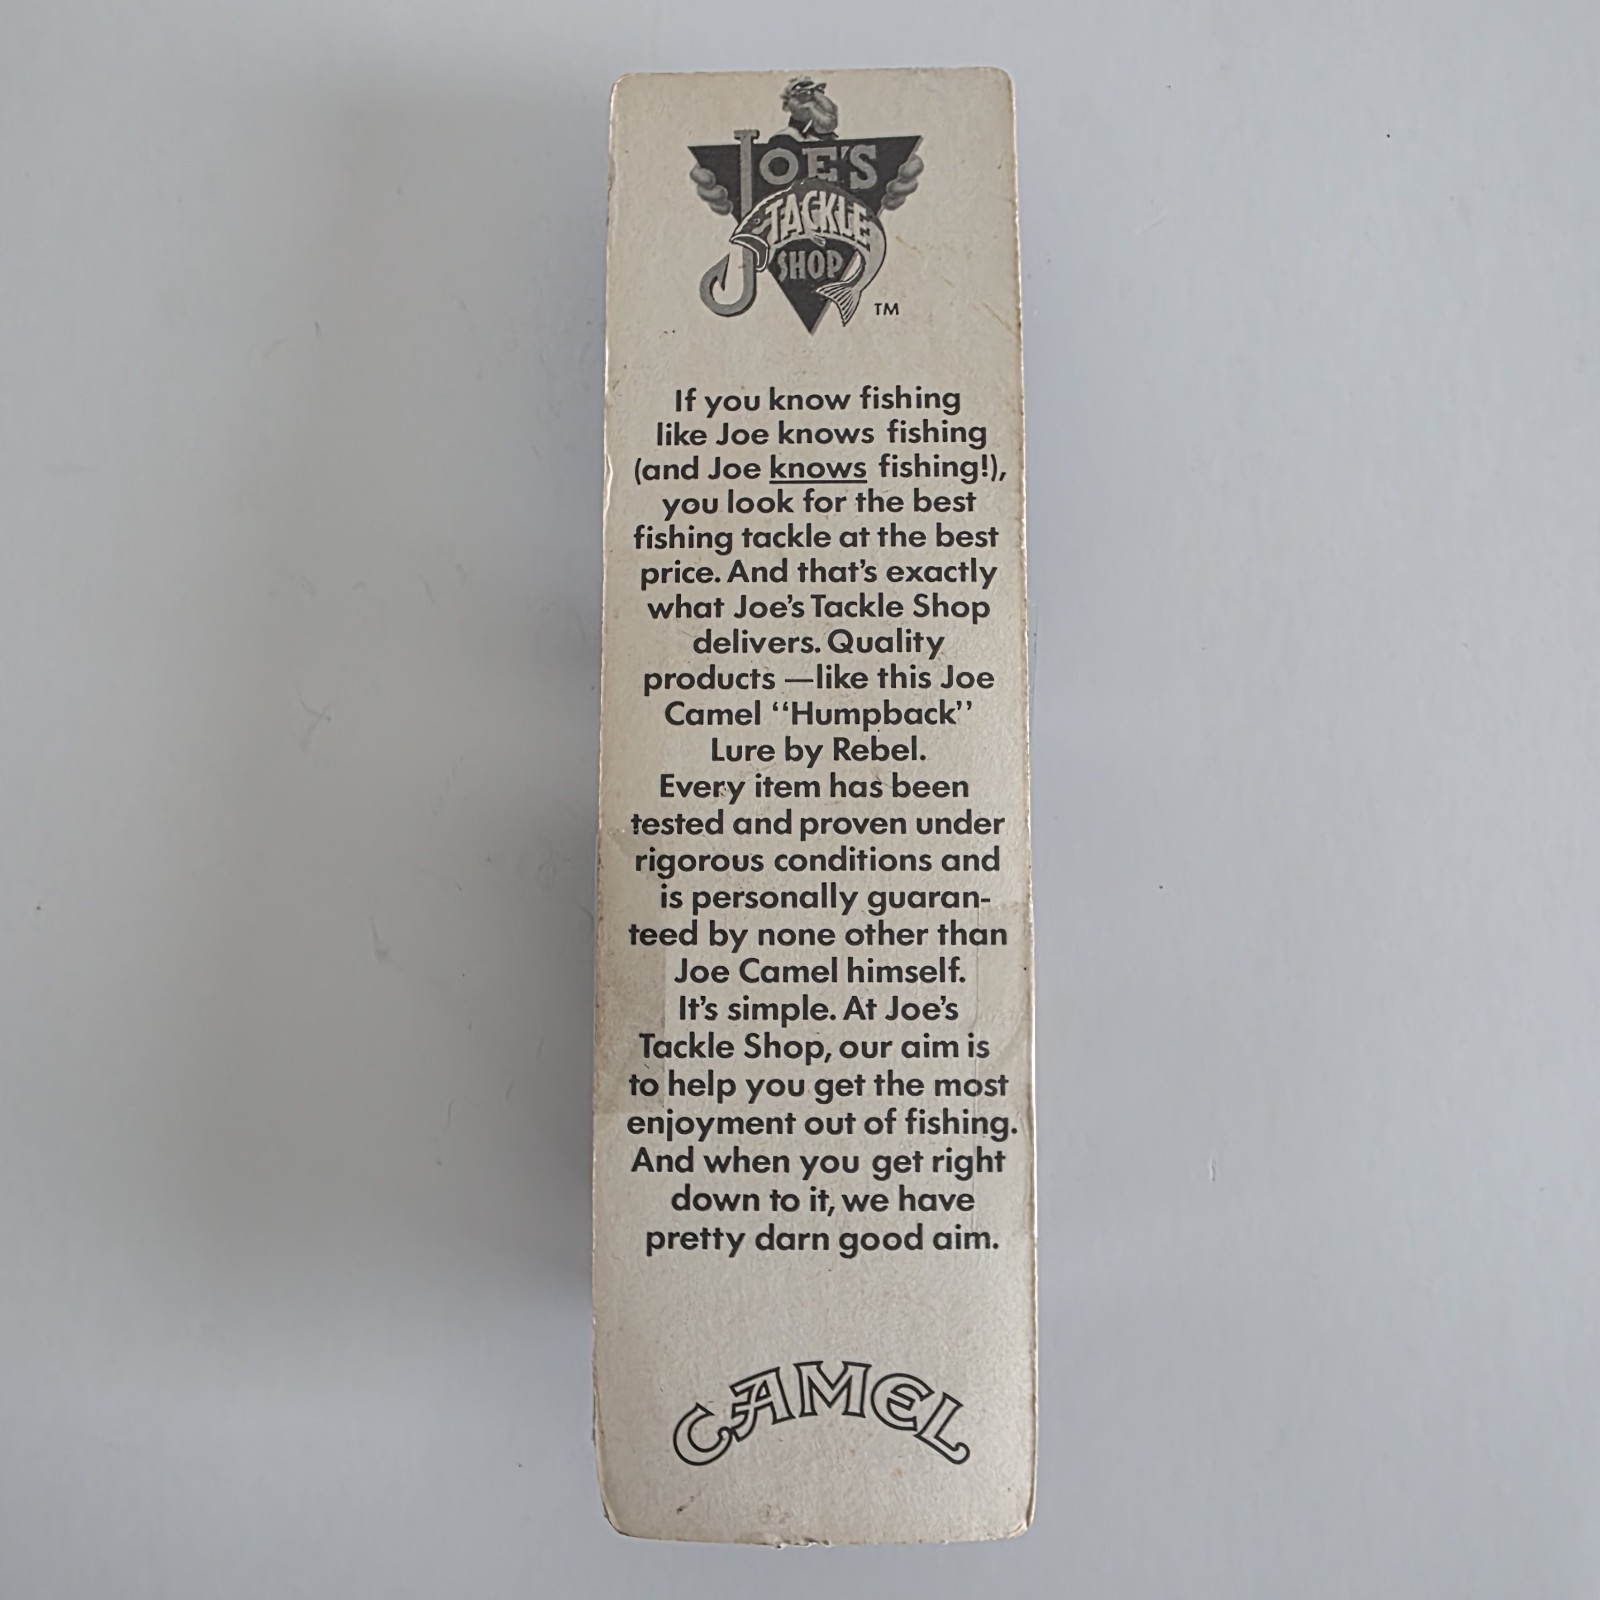 JOE'S
TACKLE
SHOP
TM
If you know fishing
like Joe knows fishing
(and Joe knows fishing!),
you look for the best
fishing tackle at the best
price. And that's exactly
what Joe's Tackle Shop
delivers. Quality
products —like this Joe
Camel "Humpback"
Lure by Rebel.
Every item has been
tested and proven under
rigorous conditions and
is personally guaran-
teed by none other than
Joe Camel himself.
It's simple. At Joe's
Tackle Shop, our aim is
to help you get the most
enjoyment out of fishing.
And when you get right
down to it, we have
pretty darn good aim.
CAMEL